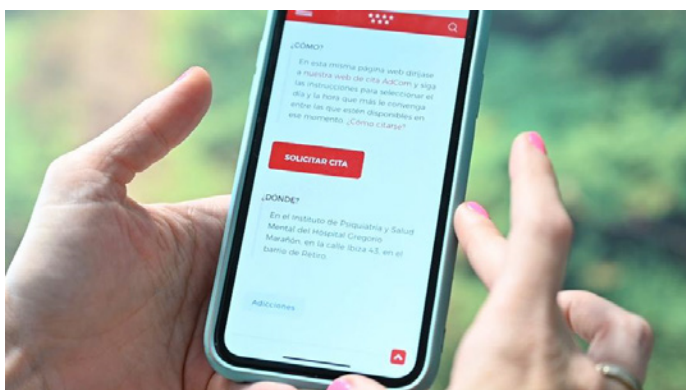 ¿CÓMO?
En esta misma página web diríjase
a nuestra web de cita AdCom y siga
las instrucciones para seleccionar el
día y la hora que más le convenga
entre las que estén disponibles en
ese momento. ¿Cómo citarse?
SOLICITAR CITA
¿DÓNDE?
En el Instituto de Psiquiatría y Salud
Mental del Hospital Gregorio
Marañón, en la calle Ibiza 43, en el
barrio de Retiro
Adicciones